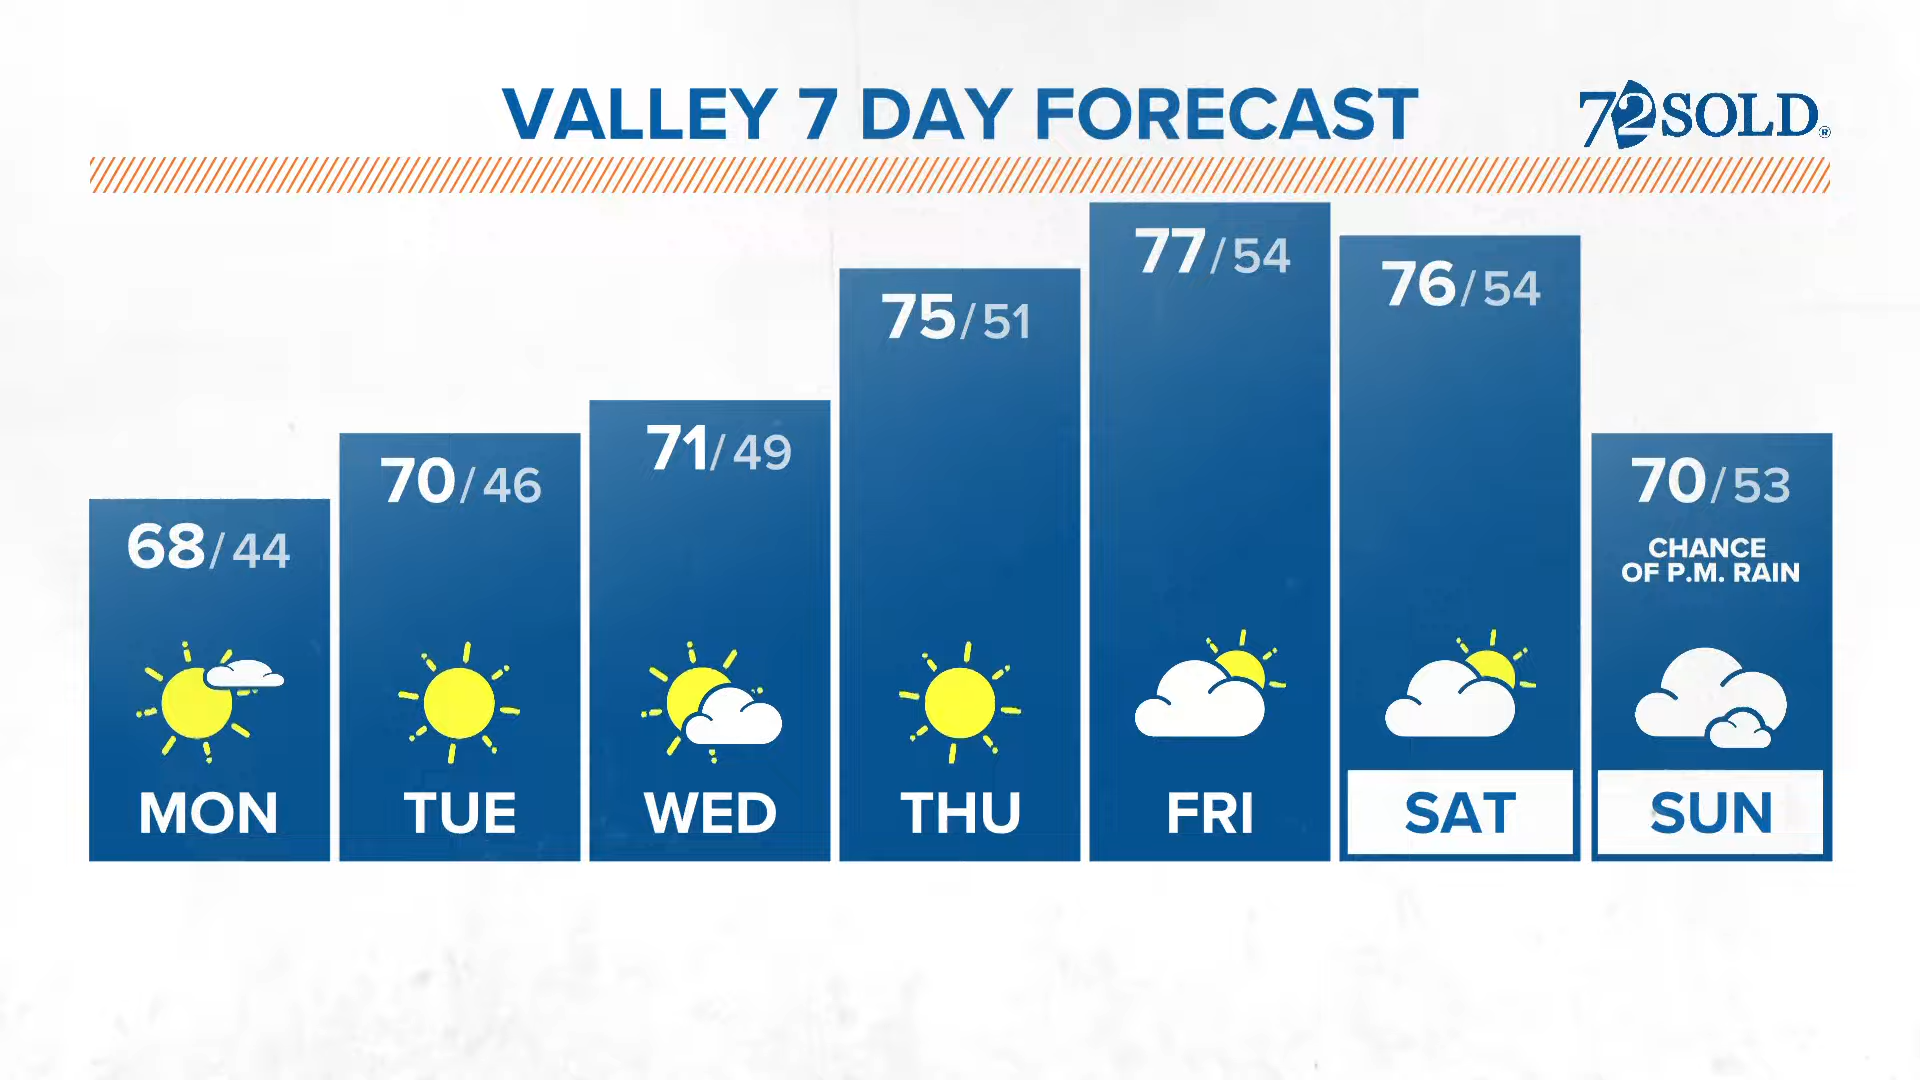 VALLEY 7 DAY FORECAST
72SOLD®
68/44
MON
70/46
TUE
71/49
WED
75/51
THU
77/54
FRI
76/54
SAT
70/53
CHANCE
OF P.M. RAIN
SUN